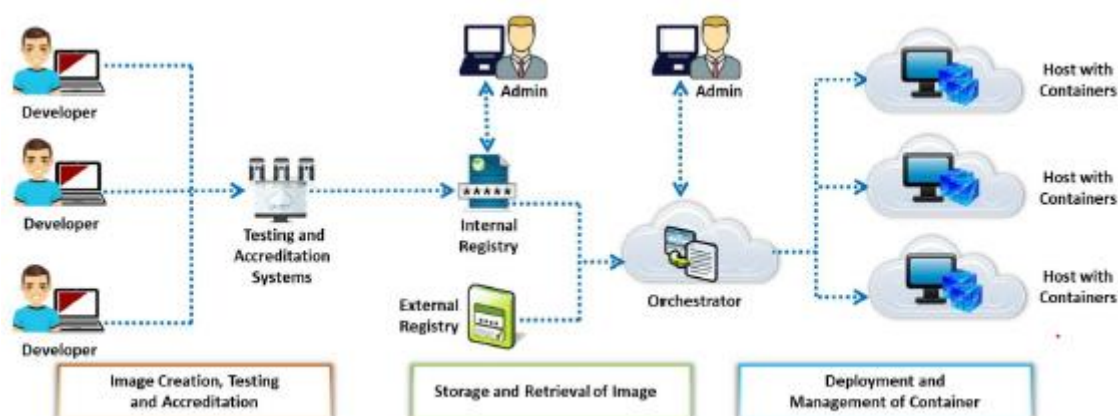 Developer
Developer
Developer
Testing and
Accreditation
Systems
Admin
*****
Internal
Registry
External
Registry
****
Admin
Orchestrator
Host with
Containers
Host with
Containers
Host with
Containers
Image Creation, Testing
and Accreditation
Storage and Retrieval of Image
Deployment and
Management of Container